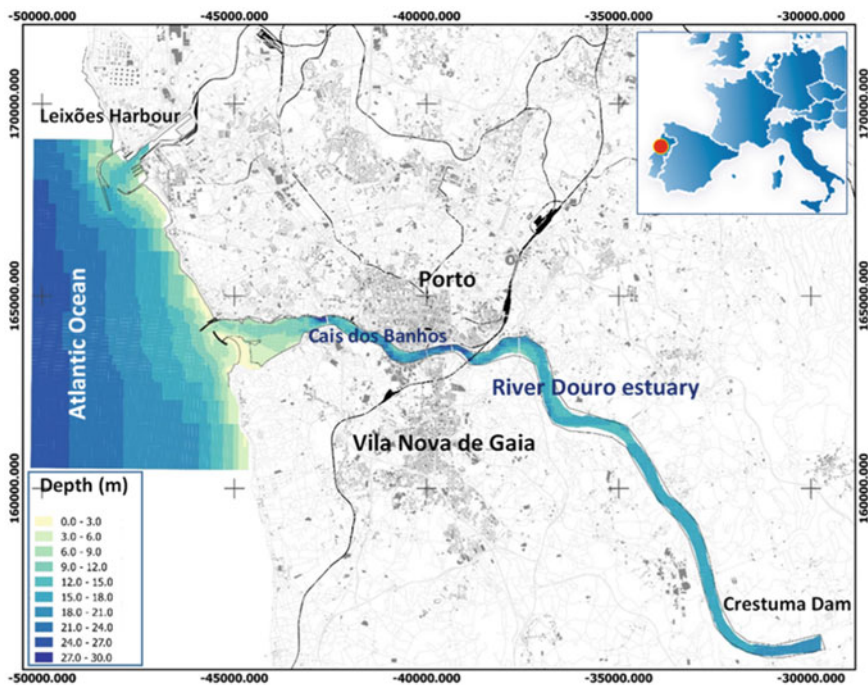 -50000.000 -45000.000 -40000.000 -35000.000 -30000.000
170000.000
170000.000
Leixões Harbour
165000.000
165000.000
Porto
Cais dos Banhos
Atlantic Ocean
River Douro estuary
Vila Nova de Gaia
160000.000
160000.000
Depth (m)
0.0 - 3.0
3.0 - 6.0
6.0 - 9.0
9.0 - 12.0
12.0 - 15.0
15.0 - 18.0
18.0 - 21.0
21.0 - 24.0
24.0 - 27.0
27.0 - 30.0
Crestuma Dam
-50000.000 -45000.000 -40000.000 -35000.000 -30000.000